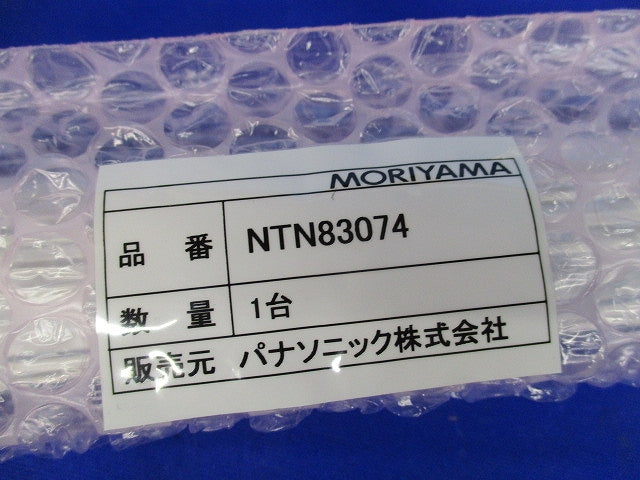 MORIYAMA
品 番 NTN83074
数 量 1台
販売元 パナソニック株式会社